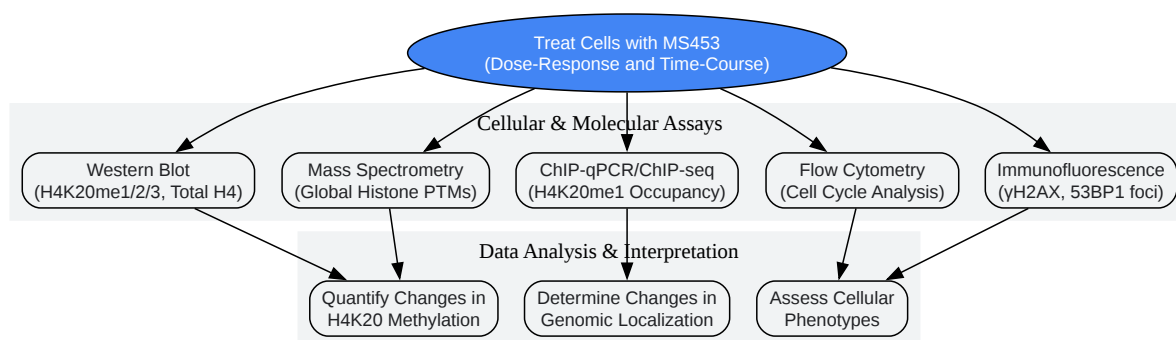 Treat Cells with MS453
(Dose-Response and Time-Course)
Cellular & Molecular Assays
Western Blot
(H4K20me1/2/3, Total H4)
Mass Spectrometry
(Global Histone PTMs)
ChIP-qPCR/ChIP-seq
(H4K20me1 Occupancy)
Flow Cytometry
(Cell Cycle Analysis)
Immunofluorescence
(γH2AX, 53BP1 foci)
Data Analysis & Interpretation
Quantify Changes in
H4K20 Methylation
Determine Changes in
Genomic Localization
Assess Cellular
Phenotypes